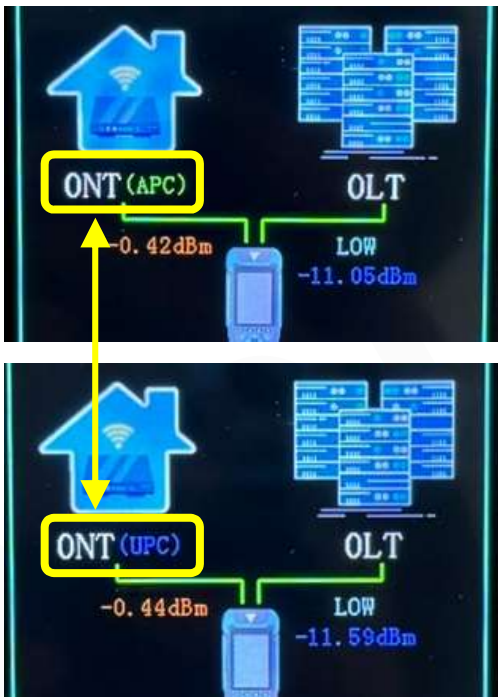 ONT(APC) OLT
-0.42dBm LOW
-11.05dBm
ONT(UPC) OLT
-0.44dBm LOW
-11.59dBm